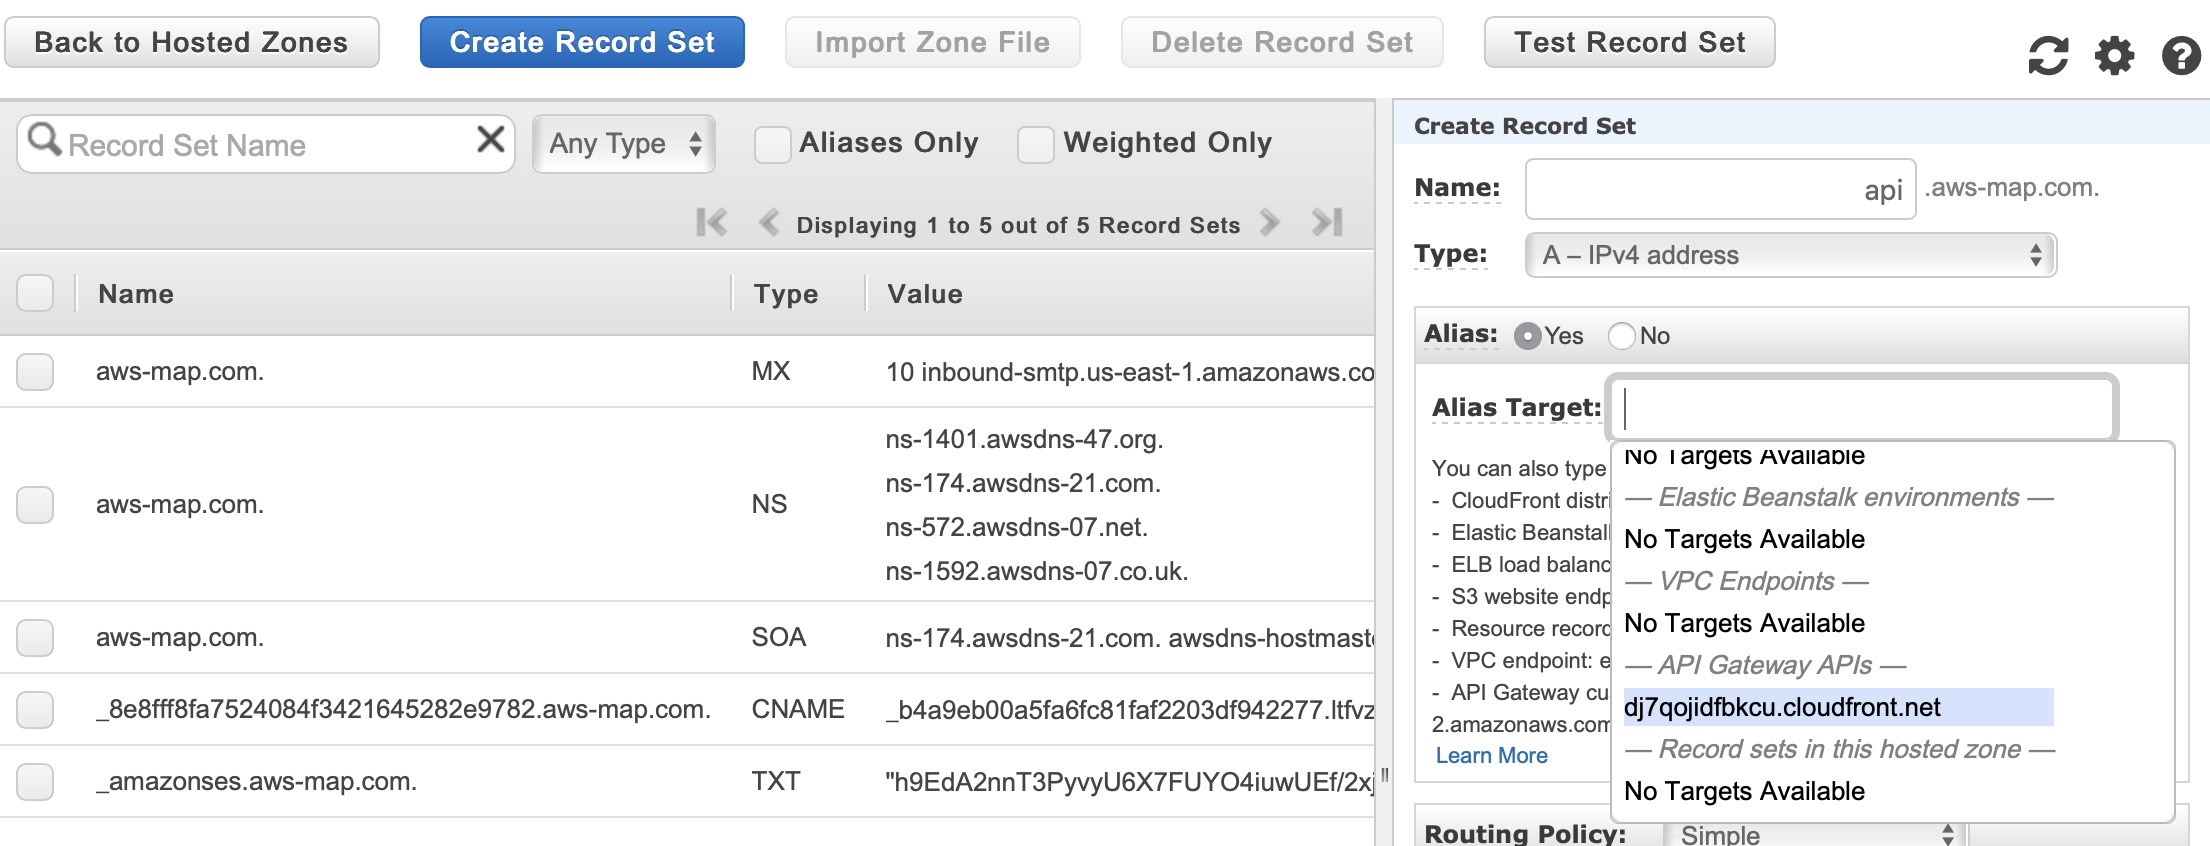 Back to Hosted Zones Create Record Set Import Zone File Delete Record Set Test Record Set
Record Set Name Any Type Aliases Only Weighted Only
Displaying 1 to 5 out of 5 Record Sets
Name Type Value
aws-map.com. MX 10 inbound-smtp.us-east-1.amazonaws.co
aws-map.com. NS ns-1401.awsdns-47.org.
ns-174.awsdns-21.com.
ns-572.awsdns-07.net.
ns-1592.awsdns-07.co.uk.
aws-map.com. SOA ns-174.awsdns-21.com. awsdns-hostmast
_8e8fff8fa7524084f3421645282e9782.aws-map.com. CNAME _b4a9eb00a5fa6fc81faf2203df942277.ltfvz
_amazonses.aws-map.com. TXT "h9EdA2nnT3PyvyU6X7FUYO4iuwUEf/2xj
Create Record Set
Name: api .aws-map.com.
Type: A – IPv4 address
Alias: Yes No
Alias Target:
You can also type
- CloudFront distri
- Elastic Beanstal
- ELB load balanc
- S3 website endp
- Resource record
- VPC endpoint: e
- API Gateway cu
2.amazonaws.com
Learn More
No Targets Available
— Elastic Beanstalk environments —
No Targets Available
— VPC Endpoints —
No Targets Available
— API Gateway APIs —
dj7qojidfbkcu.cloudfront.net
— Record sets in this hosted zone —
No Targets Available
Routing Policy: Simple